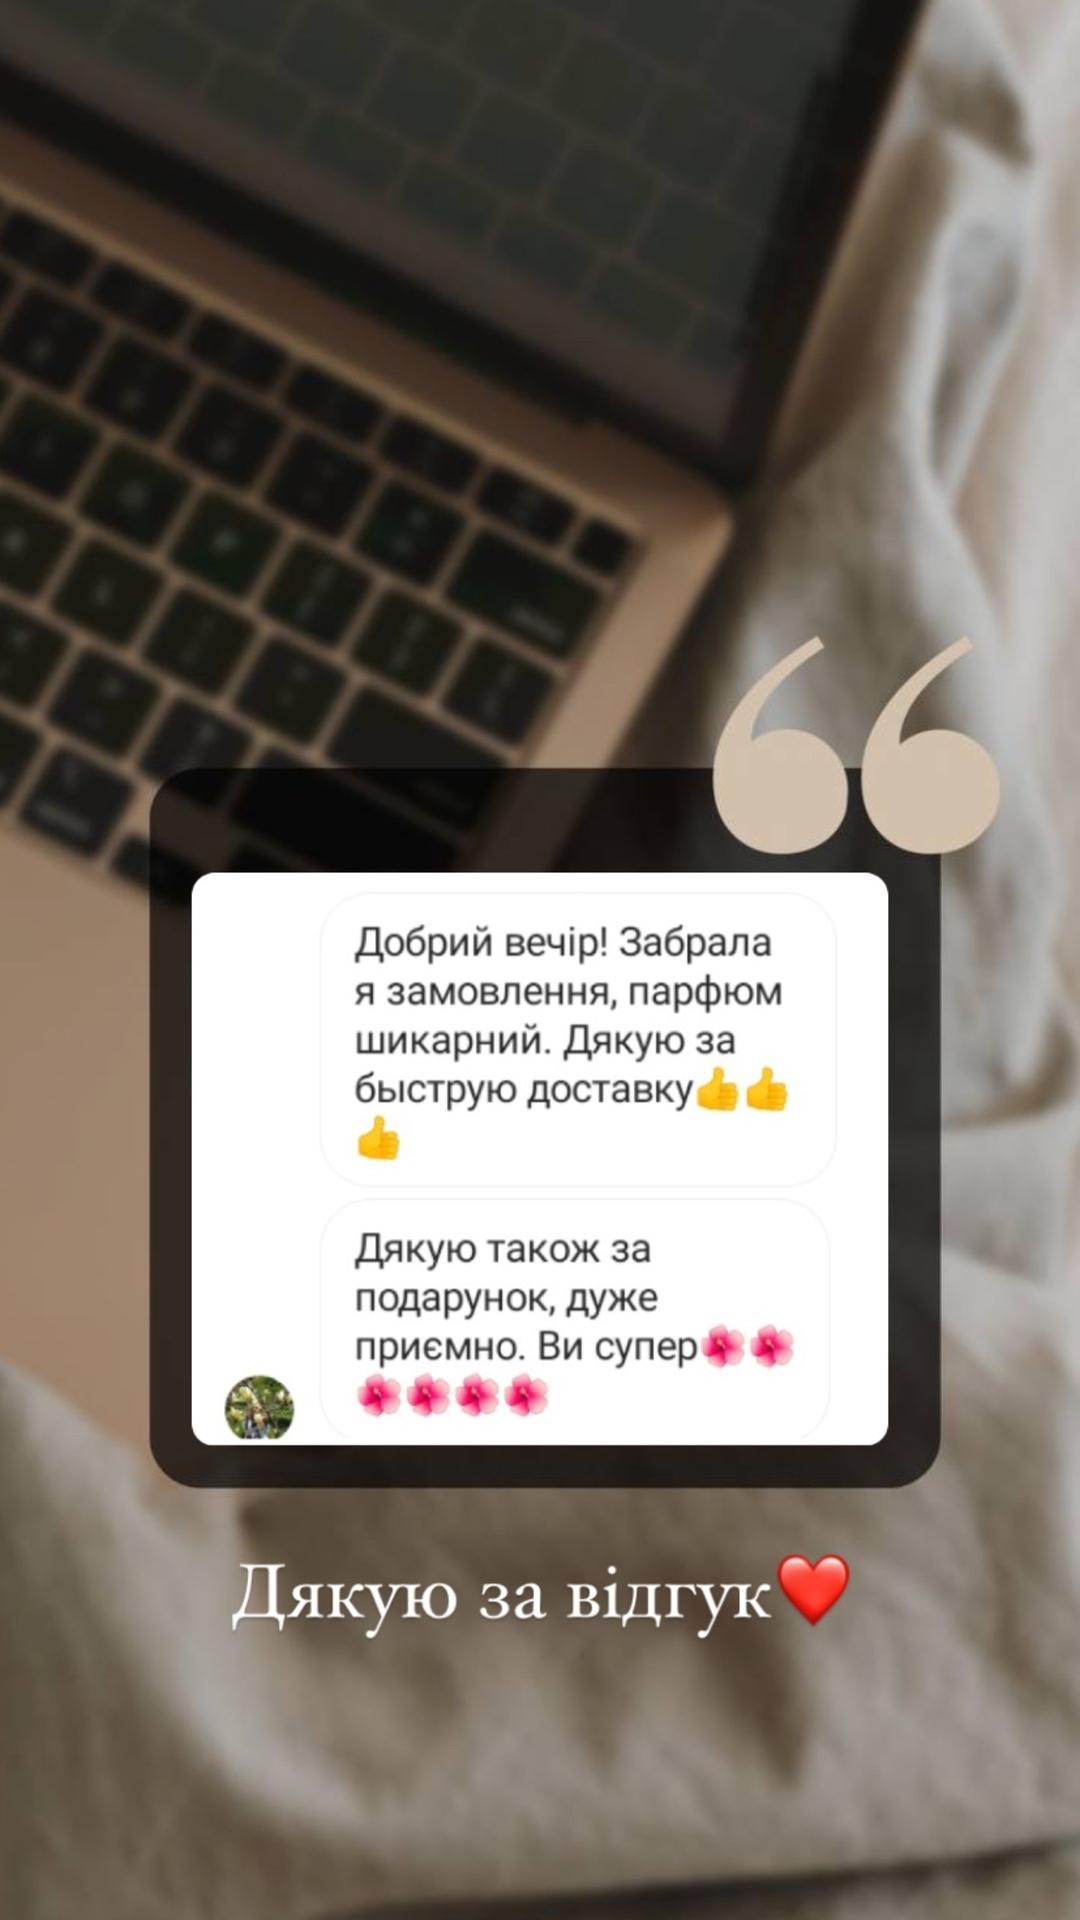 “
Добрий вечір! Забрала
я замовлення, парфюм
шикарний. Дякую за
быструю доставку👍👍
👍
Дякую також за
подарунок, дуже
приємно. Ви супер🌺🌺
🌺🌺🌺🌺
Дякую за відгук❤️